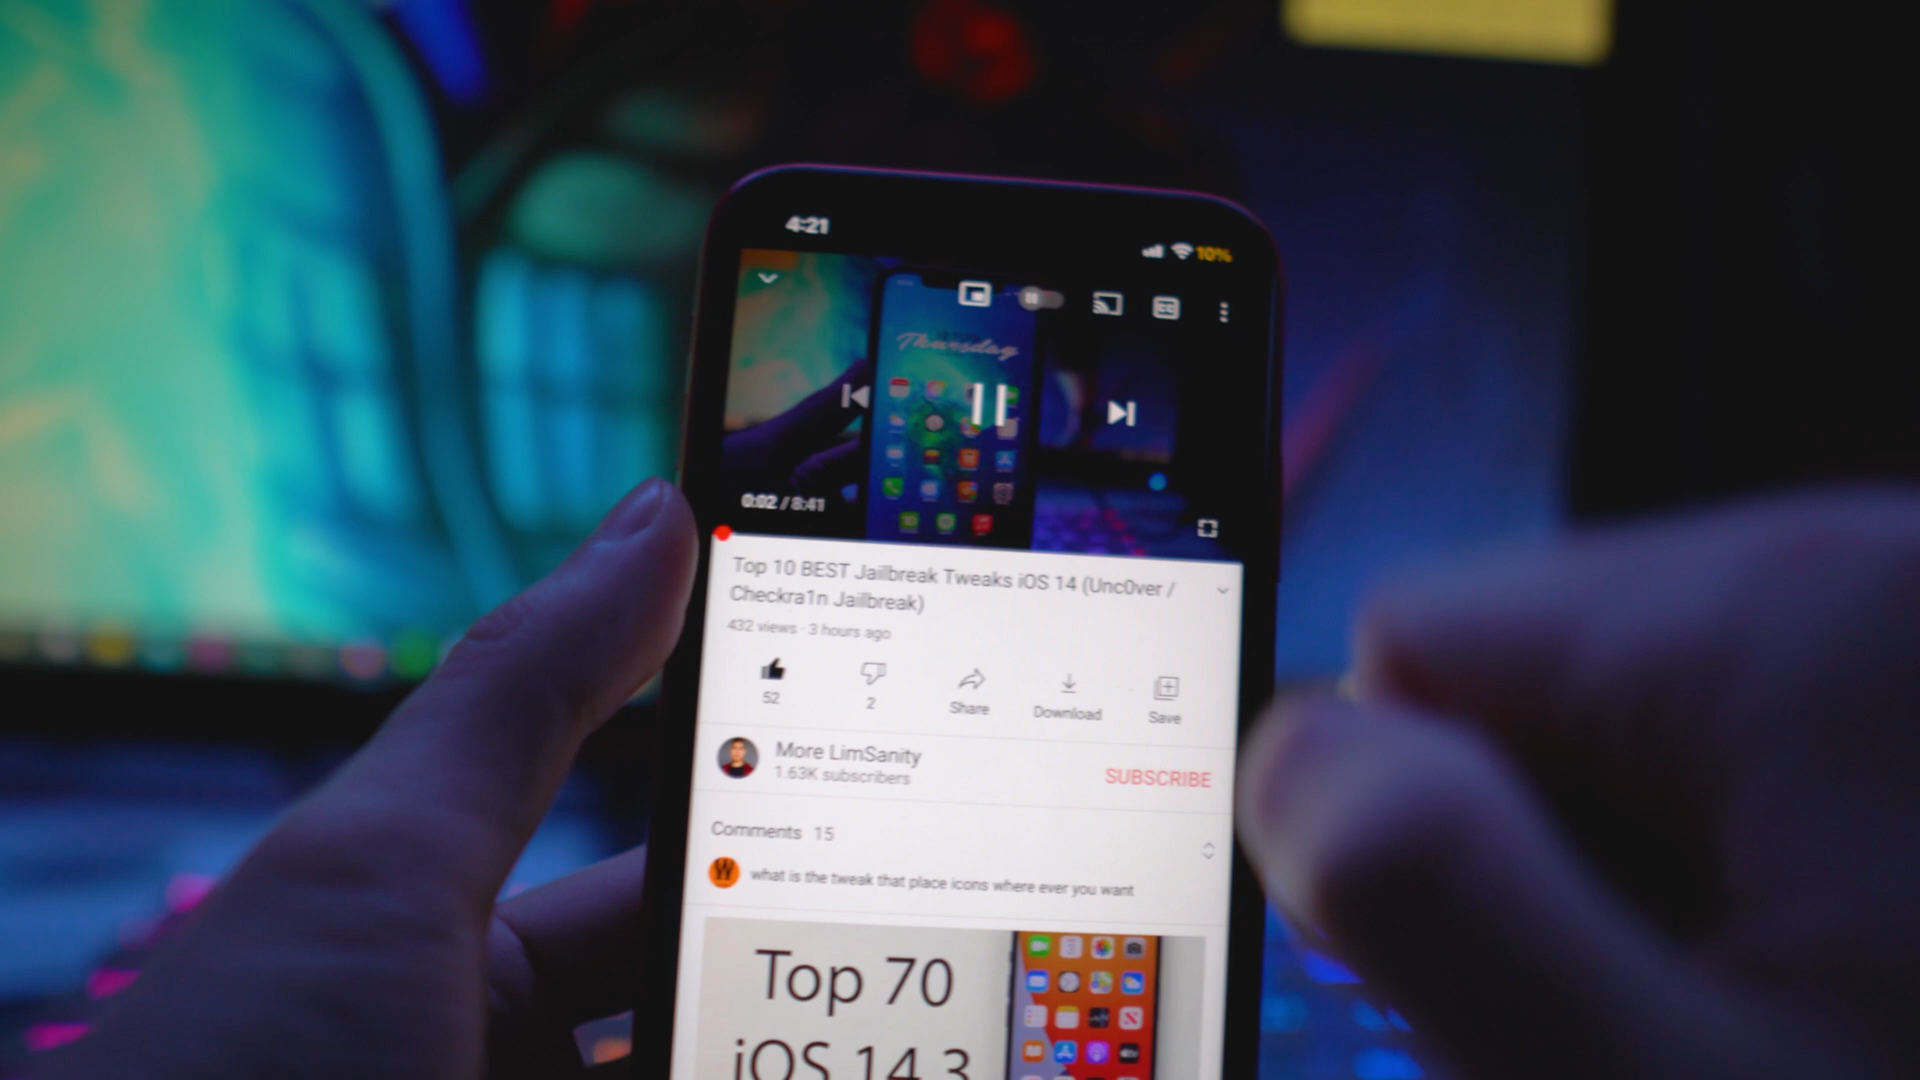 4:21
10%
Thursday
CC
0:02 / 8:41
Top 10 BEST Jailbreak Tweaks iOS 14 (Unc0ver /
Checkra1n Jailbreak)
432 views · 3 hours ago
52
2
Share
Download
Save
More LimSanity
1.63K subscribers
SUBSCRIBE
Comments 15
W
what is the tweak that place icons where ever you want
Top 70
iOS 14.3